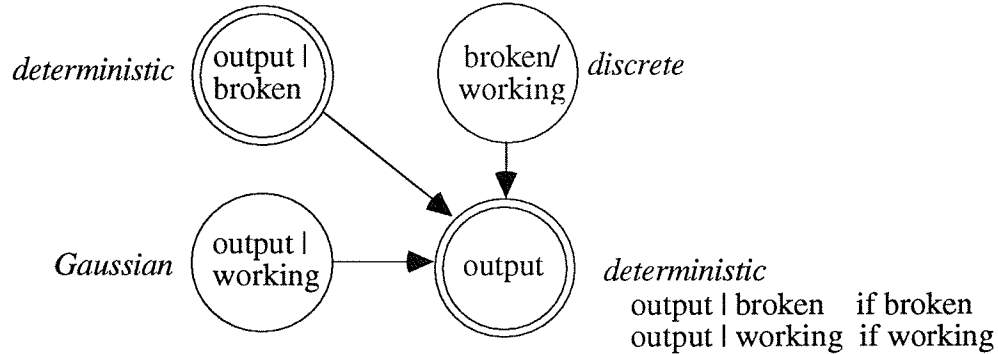 deterministic
output |
broken
broken/
working
discrete
Gaussian
output |
working
output
deterministic
output | broken if broken
output | working if working